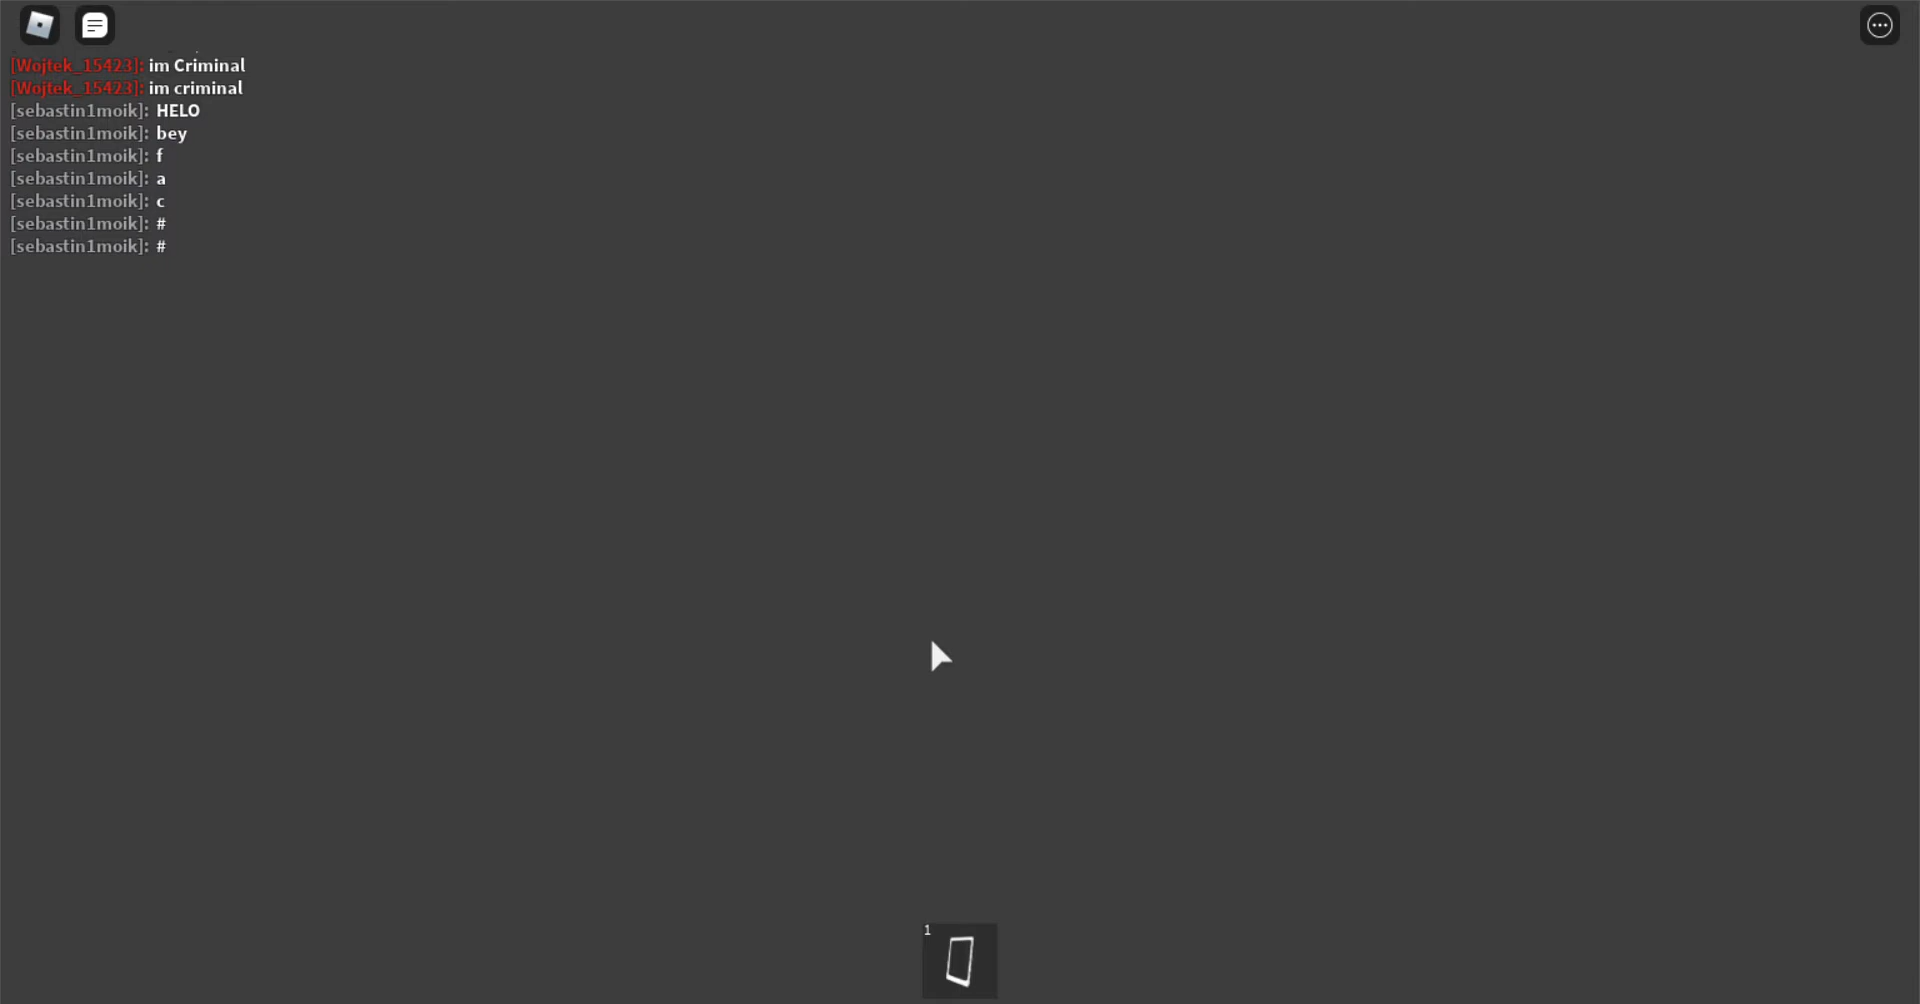 [Wojtek_15423]: im Criminal
[Wojtek_15423]: im criminal
[sebastin1moik]: HELO
[sebastin1moik]: bey
[sebastin1moik]: f
[sebastin1moik]: a
[sebastin1moik]: c
[sebastin1moik]: #
[sebastin1moik]: #
1